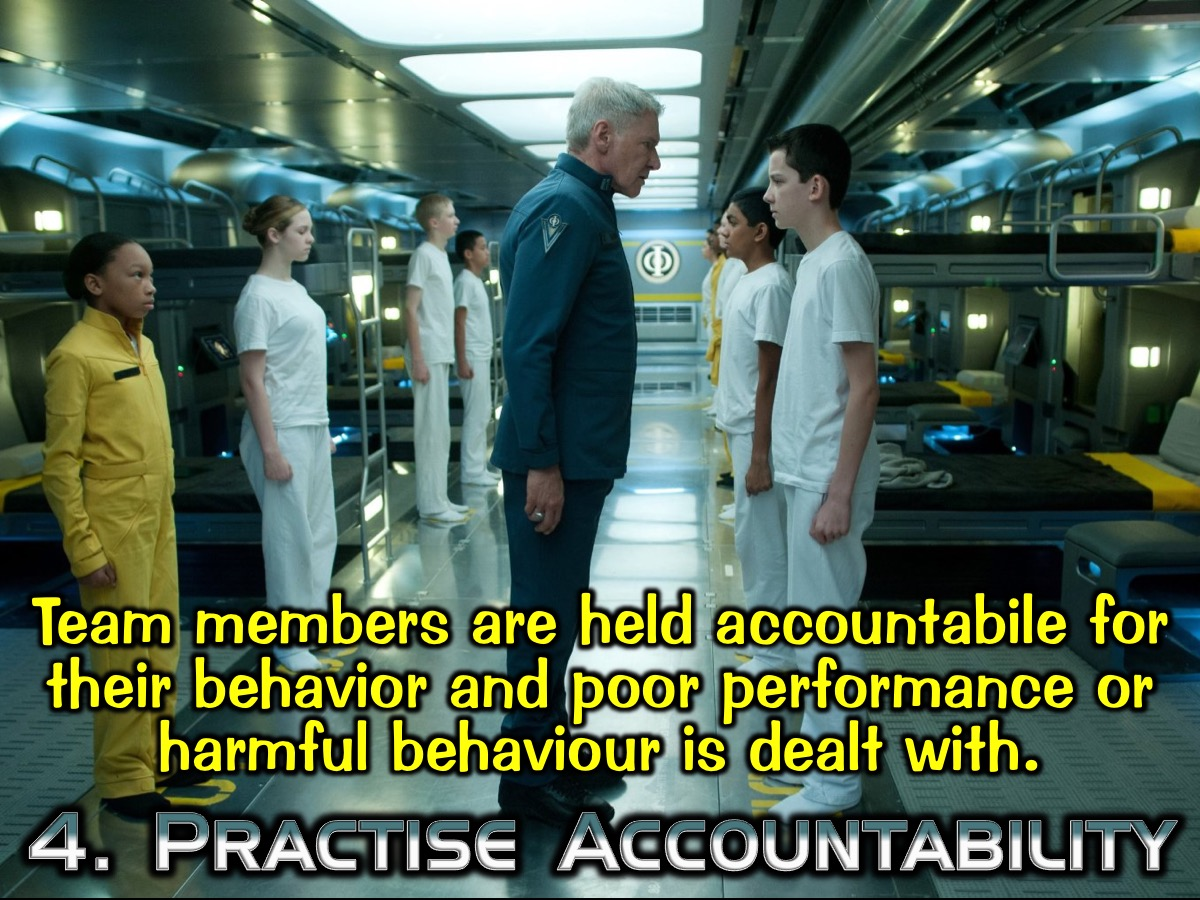 Team members are held accountabile for
their behavior and poor performance or
harmful behaviour is dealt with.
4. Practise Accountability